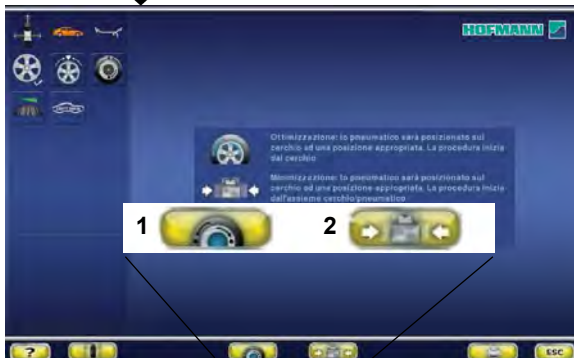 HOFMANN
Ottimizzazione: lo pneumatico sarà posizionato sul
cerchio ad una posizione appropriata. La procedura inizia
dal cerchio
Minimizzazione: lo pneumatico sarà posizionato sul
cerchio ad una posizione appropriata. La procedura inizia
dall'assieme cerchio/pneumatico
1 2
? ESC